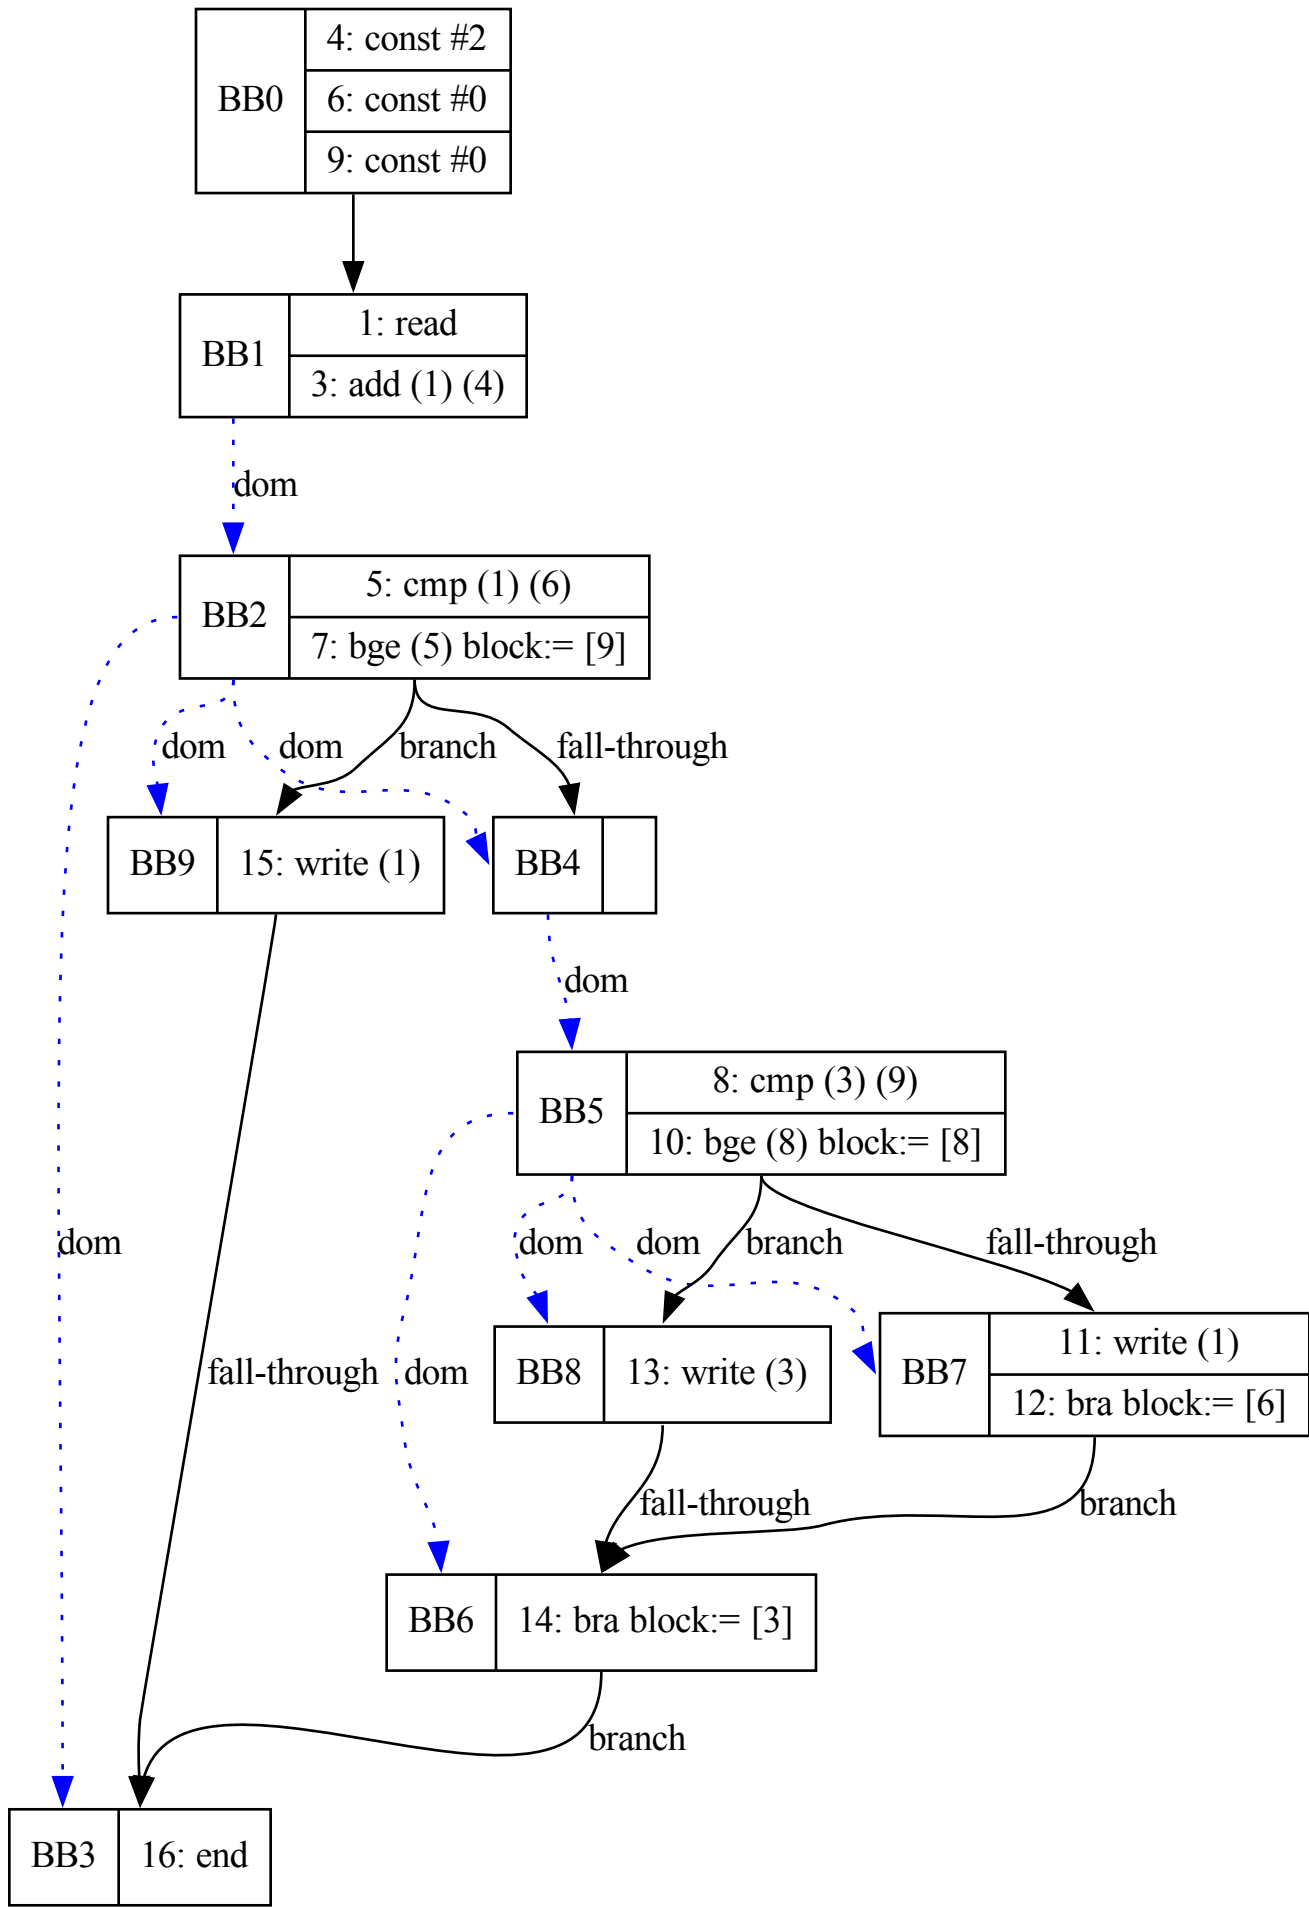 BB0
4: const #2
6: const #0
9: const #0
BB1
1: read
3: add (1) (4)
dom
BB2
5: cmp (1) (6)
7: bge (5) block:= [9]
dom
dom
branch
fall-through
BB9
15: write (1)
BB4
dom
BB5
8: cmp (3) (9)
10: bge (8) block:= [8]
dom
dom
dom
branch
fall-through
fall-through
dom
BB8
13: write (3)
BB7
11: write (1)
12: bra block:= [6]
fall-through
branch
BB6
14: bra block:= [3]
branch
BB3
16: end